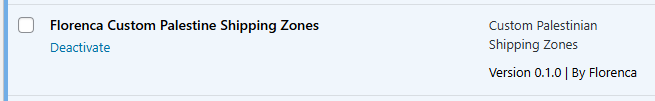 Florenca Custom Palestine Shipping Zones
Deactivate
Custom Palestinian
Shipping Zones
Version 0.1.0 | By Florenca